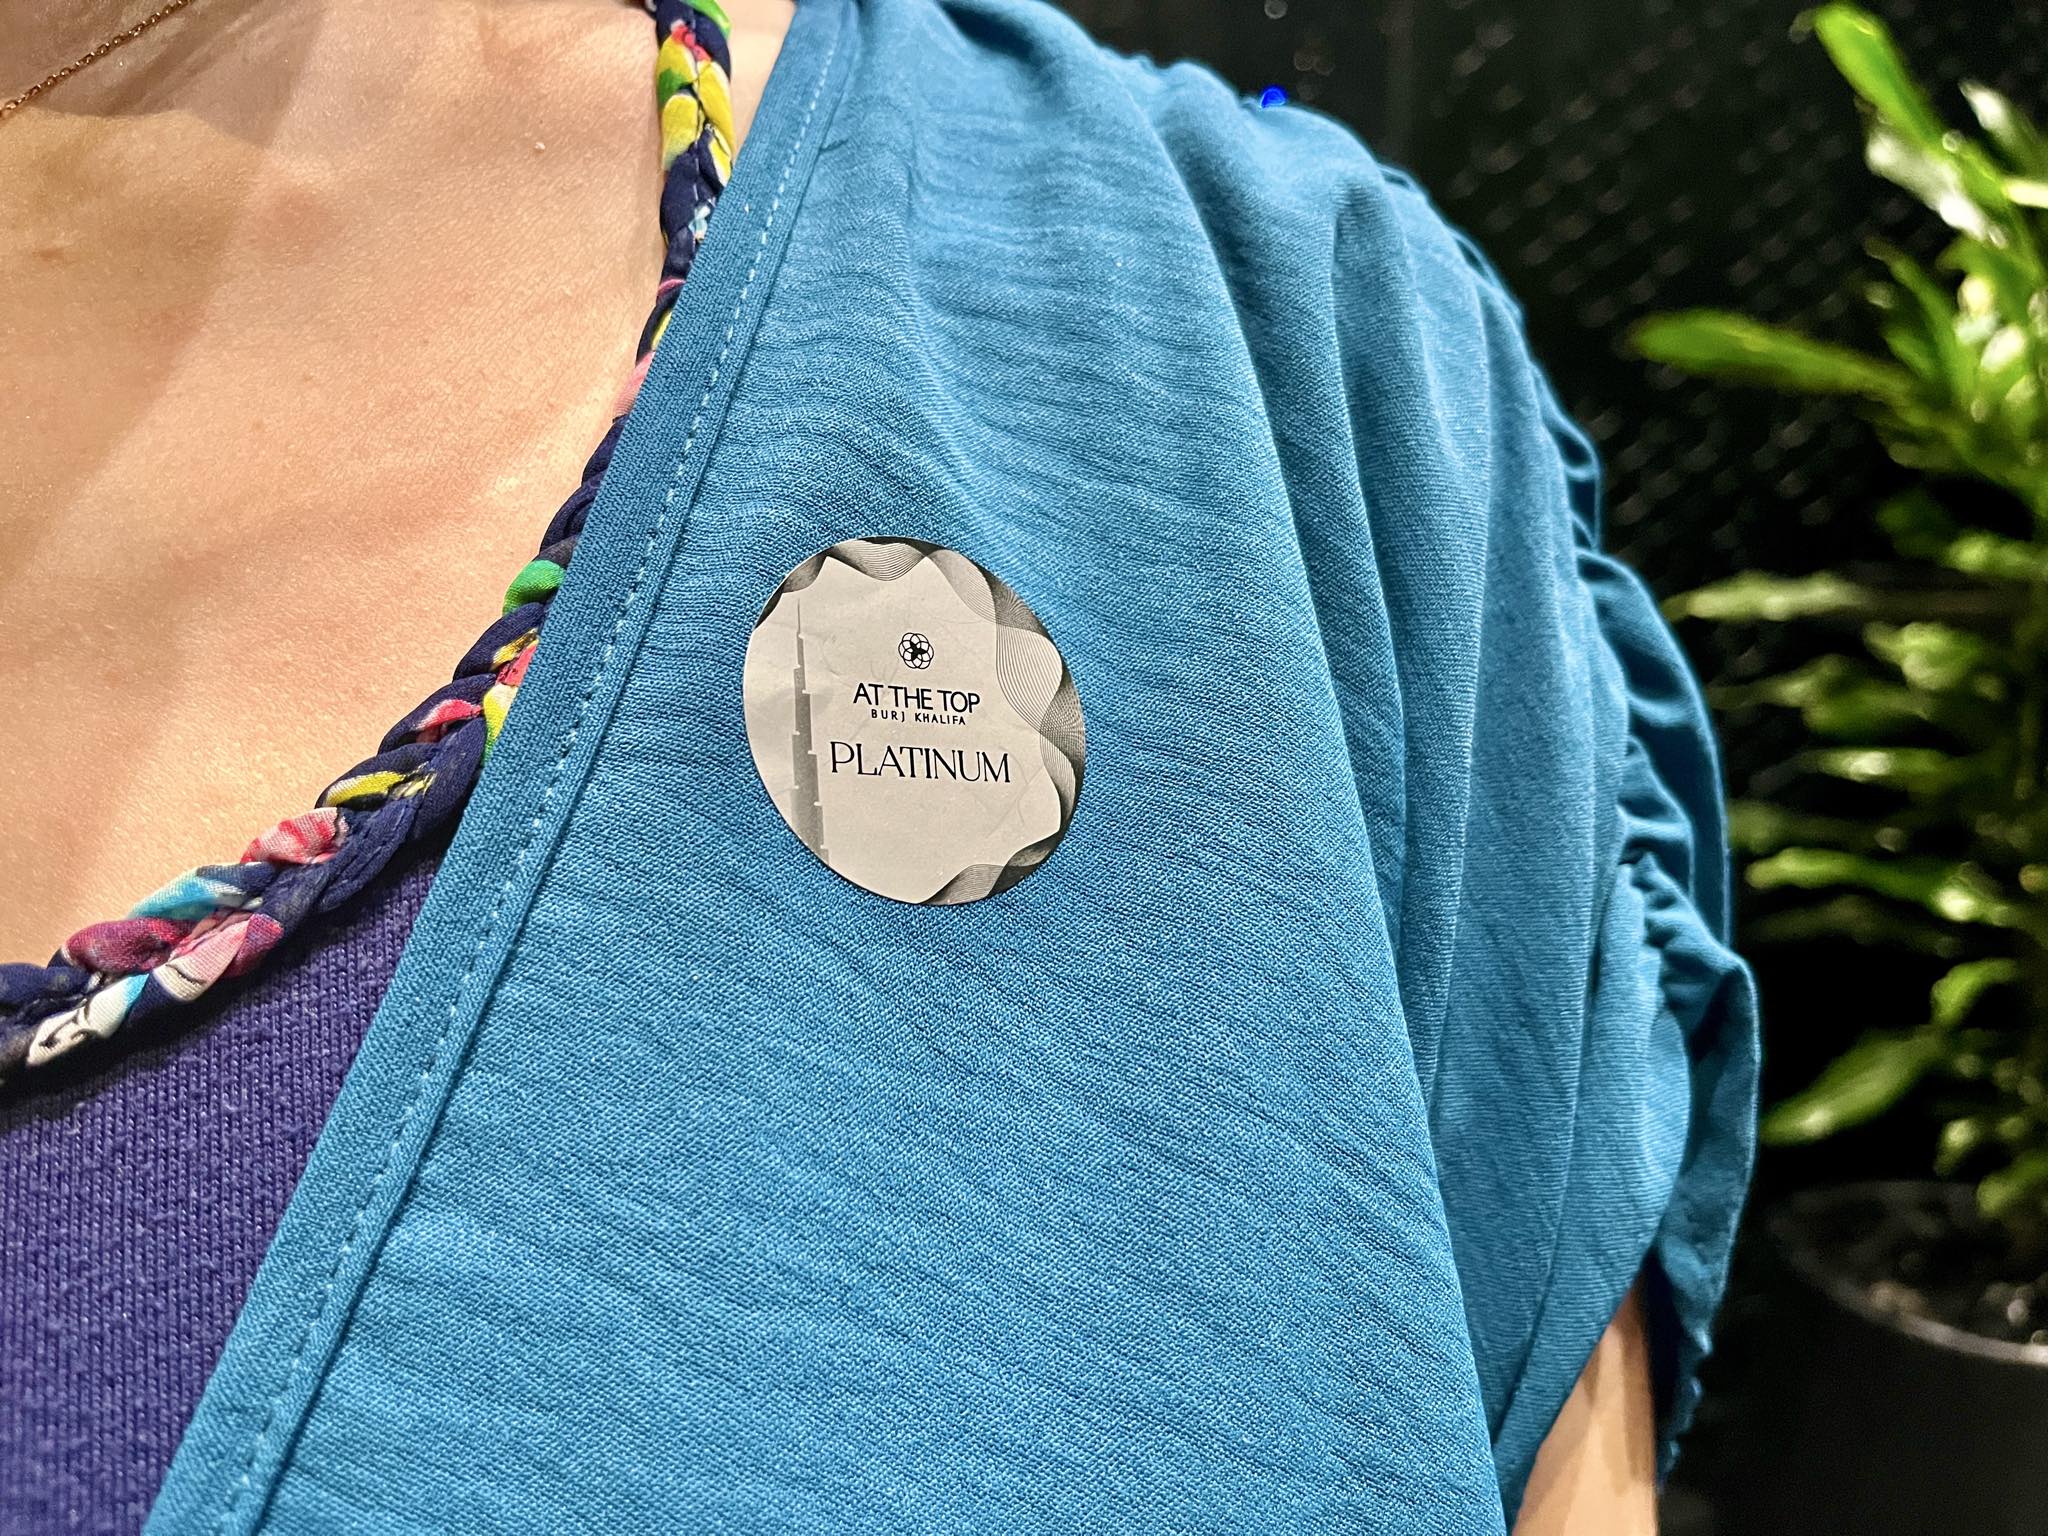 AT THE TOP
BURJ KHALIFA
PLATINUM